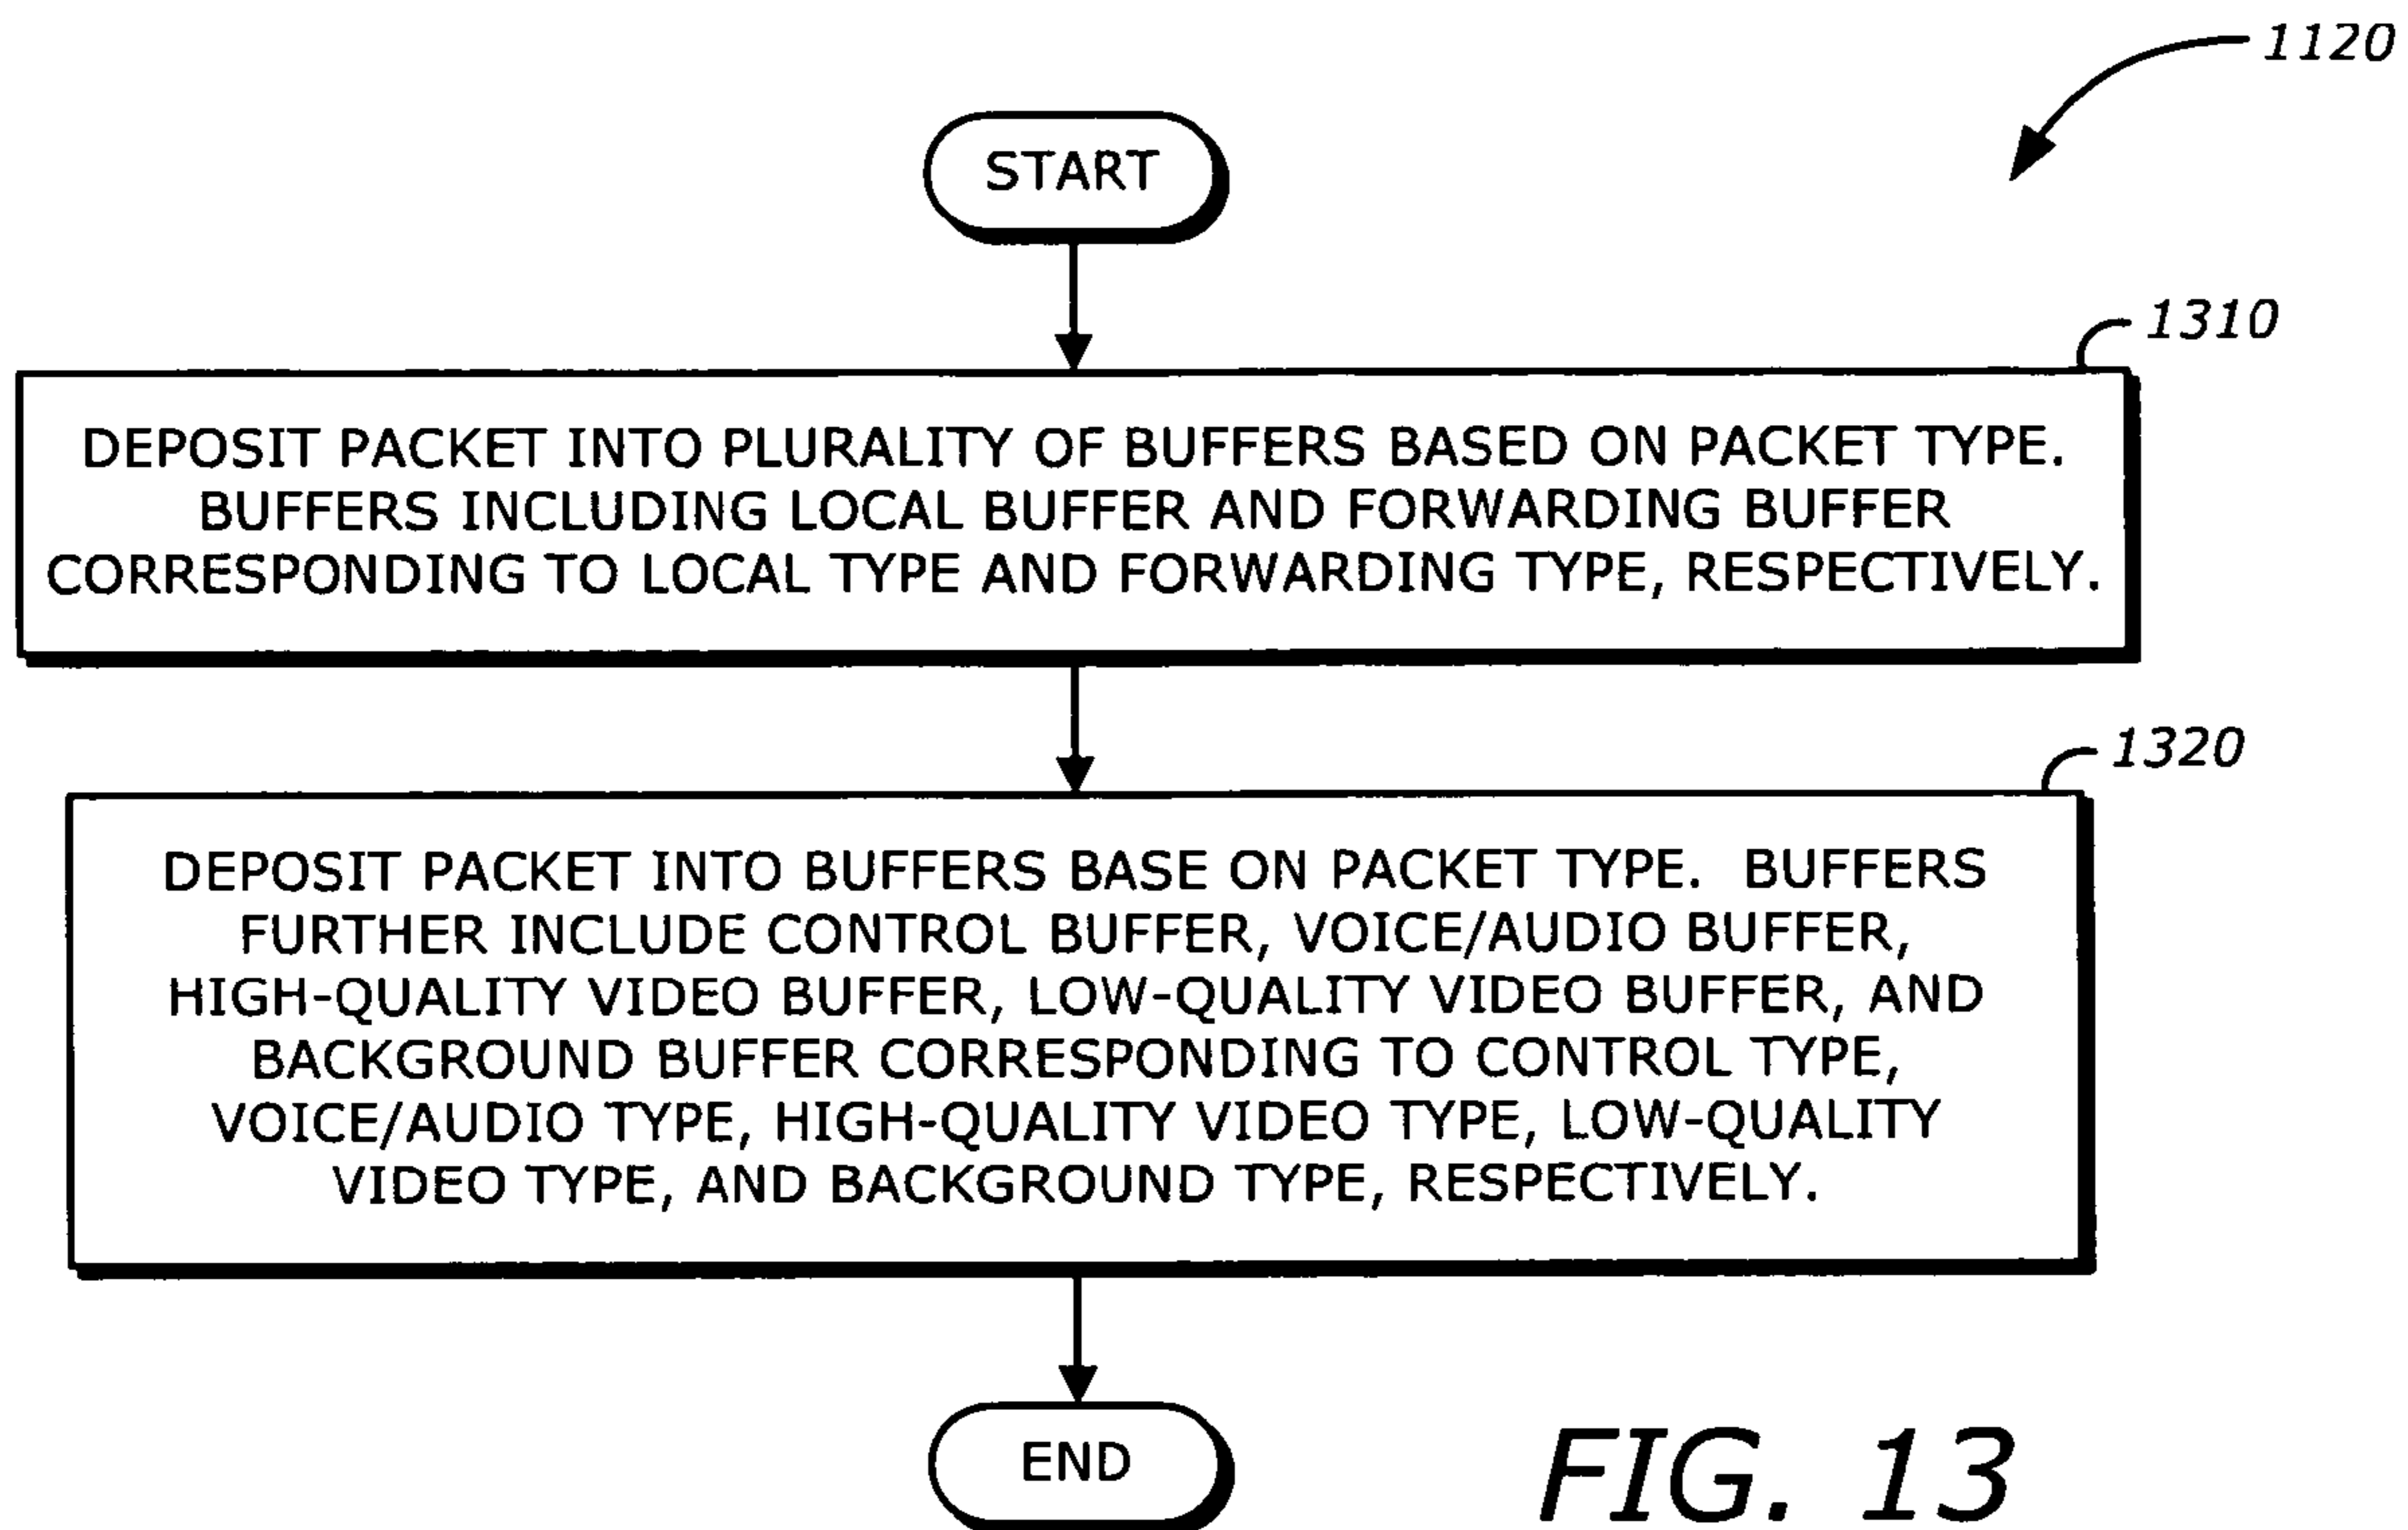 1120
START
1310
DEPOSIT PACKET INTO PLURALITY OF BUFFERS BASED ON PACKET TYPE.
BUFFERS INCLUDING LOCAL BUFFER AND FORWARDING BUFFER
CORRESPONDING TO LOCAL TYPE AND FORWARDING TYPE, RESPECTIVELY.
1320
DEPOSIT PACKET INTO BUFFERS BASE ON PACKET TYPE. BUFFERS
FURTHER INCLUDE CONTROL BUFFER, VOICE/AUDIO BUFFER,
HIGH-QUALITY VIDEO BUFFER, LOW-QUALITY VIDEO BUFFER, AND
BACKGROUND BUFFER CORRESPONDING TO CONTROL TYPE,
VOICE/AUDIO TYPE, HIGH-QUALITY VIDEO TYPE, LOW-QUALITY
VIDEO TYPE, AND BACKGROUND TYPE, RESPECTIVELY.
END
FIG. 13